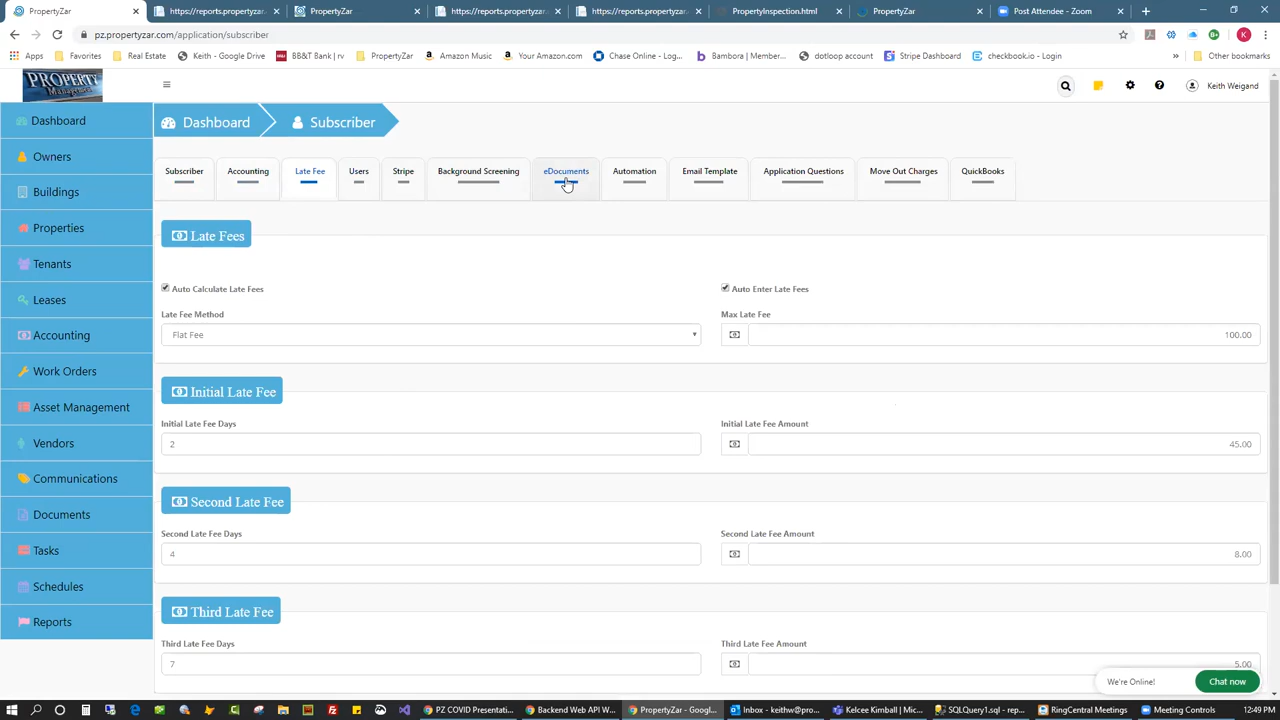 PropertyZar
https://reports.propertyzar.com/
PropertyZar
https://reports.propertyzar.com/
https://reports.propertyzar.com/
PropertyInspection.html
PropertyZar
Post Attendee - Zoom
pz.propertyzar.com/application/subscriber
Apps
Favorites
Real Estate
Keith - Google Drive
BB&T Bank | rv
PropertyZar
Amazon Music
Your Amazon.com
Chase Online - Log...
Bambora | Member...
dotloop account
Stripe Dashboard
checkbook.io - Login
Other bookmarks
PROPERTY
Management
Keith Weigand
Dashboard
Subscriber
Dashboard
Owners
Buildings
Properties
Tenants
Leases
Accounting
Work Orders
Asset Management
Vendors
Communications
Documents
Tasks
Schedules
Reports
Subscriber
Accounting
Late Fee
Users
Stripe
Background Screening
eDocuments
Automation
Email Template
Application Questions
Move Out Charges
QuickBooks
Late Fees
Auto Calculate Late Fees
Auto Enter Late Fees
Late Fee Method
Max Late Fee
Flat Fee
100.00
Initial Late Fee
Initial Late Fee Days
Initial Late Fee Amount
2
45.00
Second Late Fee
Second Late Fee Days
Second Late Fee Amount
4
8.00
Third Late Fee
Third Late Fee Days
Third Late Fee Amount
7
5.00
We're Online!
Chat now
PZ COVID Presentati...
Backend Web API W...
PropertyZar - Googl...
Inbox - keithw@pro...
Kelcee Kimball | Mic...
SQLQuery1.sql - rep...
RingCentral Meetings
Meeting Controls
12:49 PM